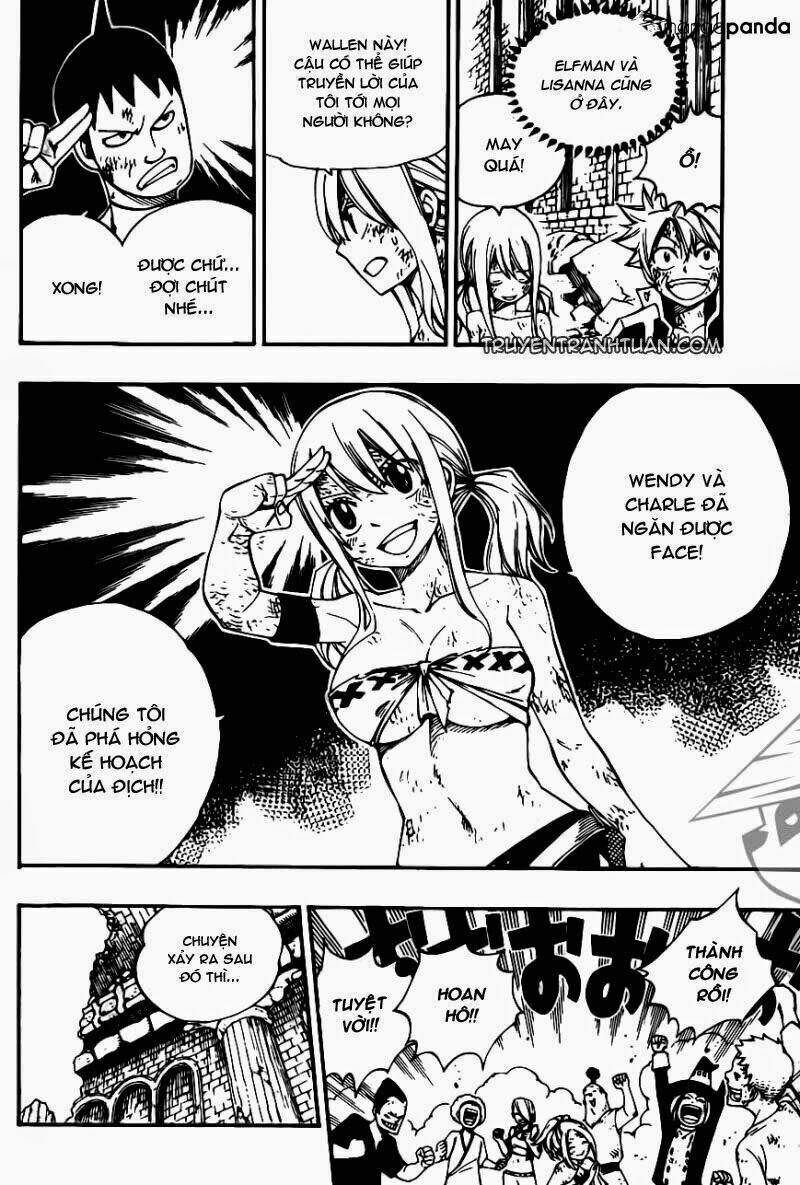 ELFMAN VÀ
LISANNA CŨNG
Ở ĐÂY.
Ồ!
MAY
QUÁ!
WALLEN NÀY!
CẬU CÓ THỂ GIÚP
TRUYỀN LỜI CỦA
TÔI TỚI MỌI
NGƯỜI KHÔNG?
ĐƯỢC CHỨ...
ĐỢI CHÚT
NHÉ...
XONG!
TRUYENTRANHTUAN.COM
WENDY VÀ
CHARLE ĐÃ
NGĂN ĐƯỢC
FACE!
CHÚNG TÔI
ĐÃ PHÁ HỎNG
KẾ HOẠCH
CỦA ĐỊCH!!
THÀNH
CÔNG
RỒI!
HOAN
HÔ!!
TUYỆT
VỜI!!
おお
CHUYỆN
XẢY RA SAU
ĐÓ THÌ...